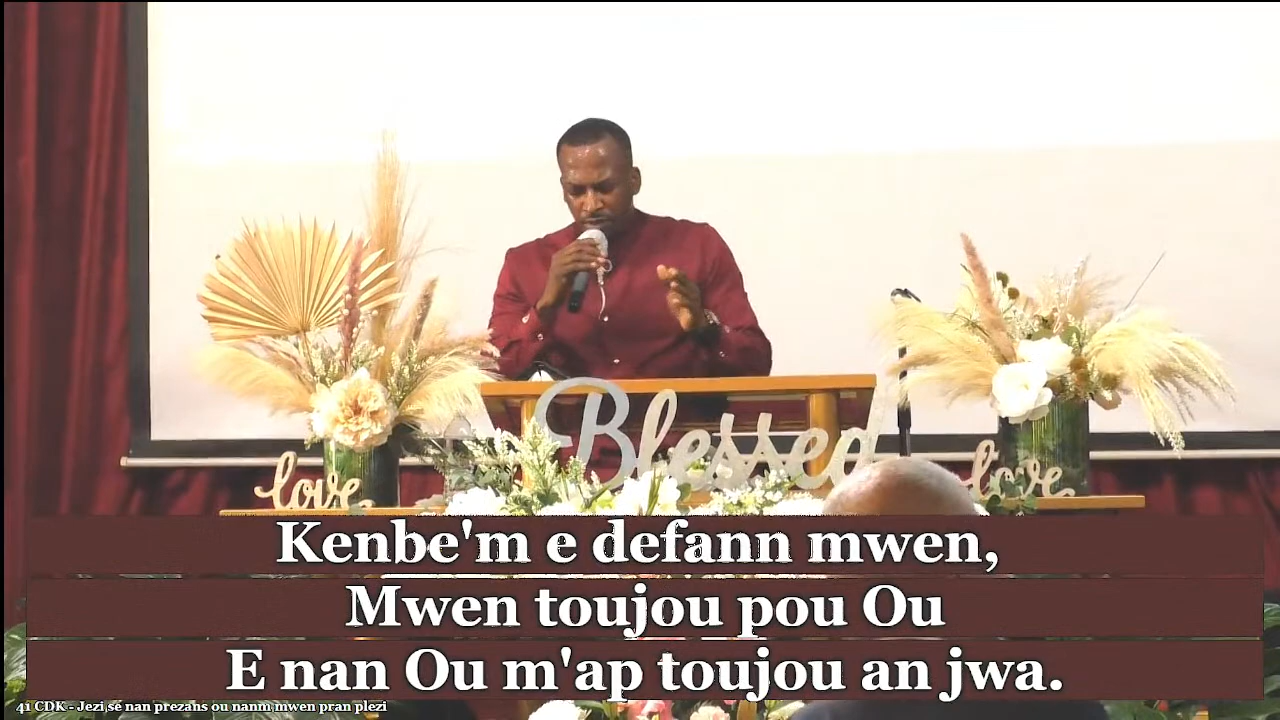 Blessed
love
love
Kenbe'm e defann mwen,
Mwen toujou pou Ou
E nan Ou m'ap toujou an jwa.
41 CDK - Jezi se nan prezans ou nanm mwen pran plezi